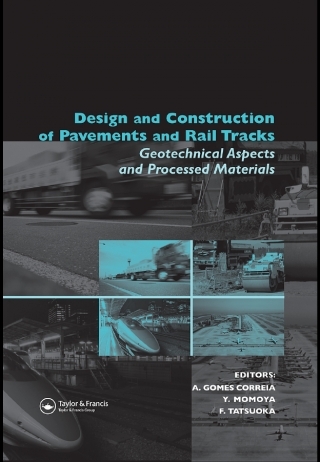 Design and Construction
of Pavements and Rail Tracks
Geotechnical Aspects
and Processed Materials
EDITORS:
A. GOMES CORREIA
Y. MOMOYA
F. TATSUOKA
Taylor & Francis
Taylor & Francis Group